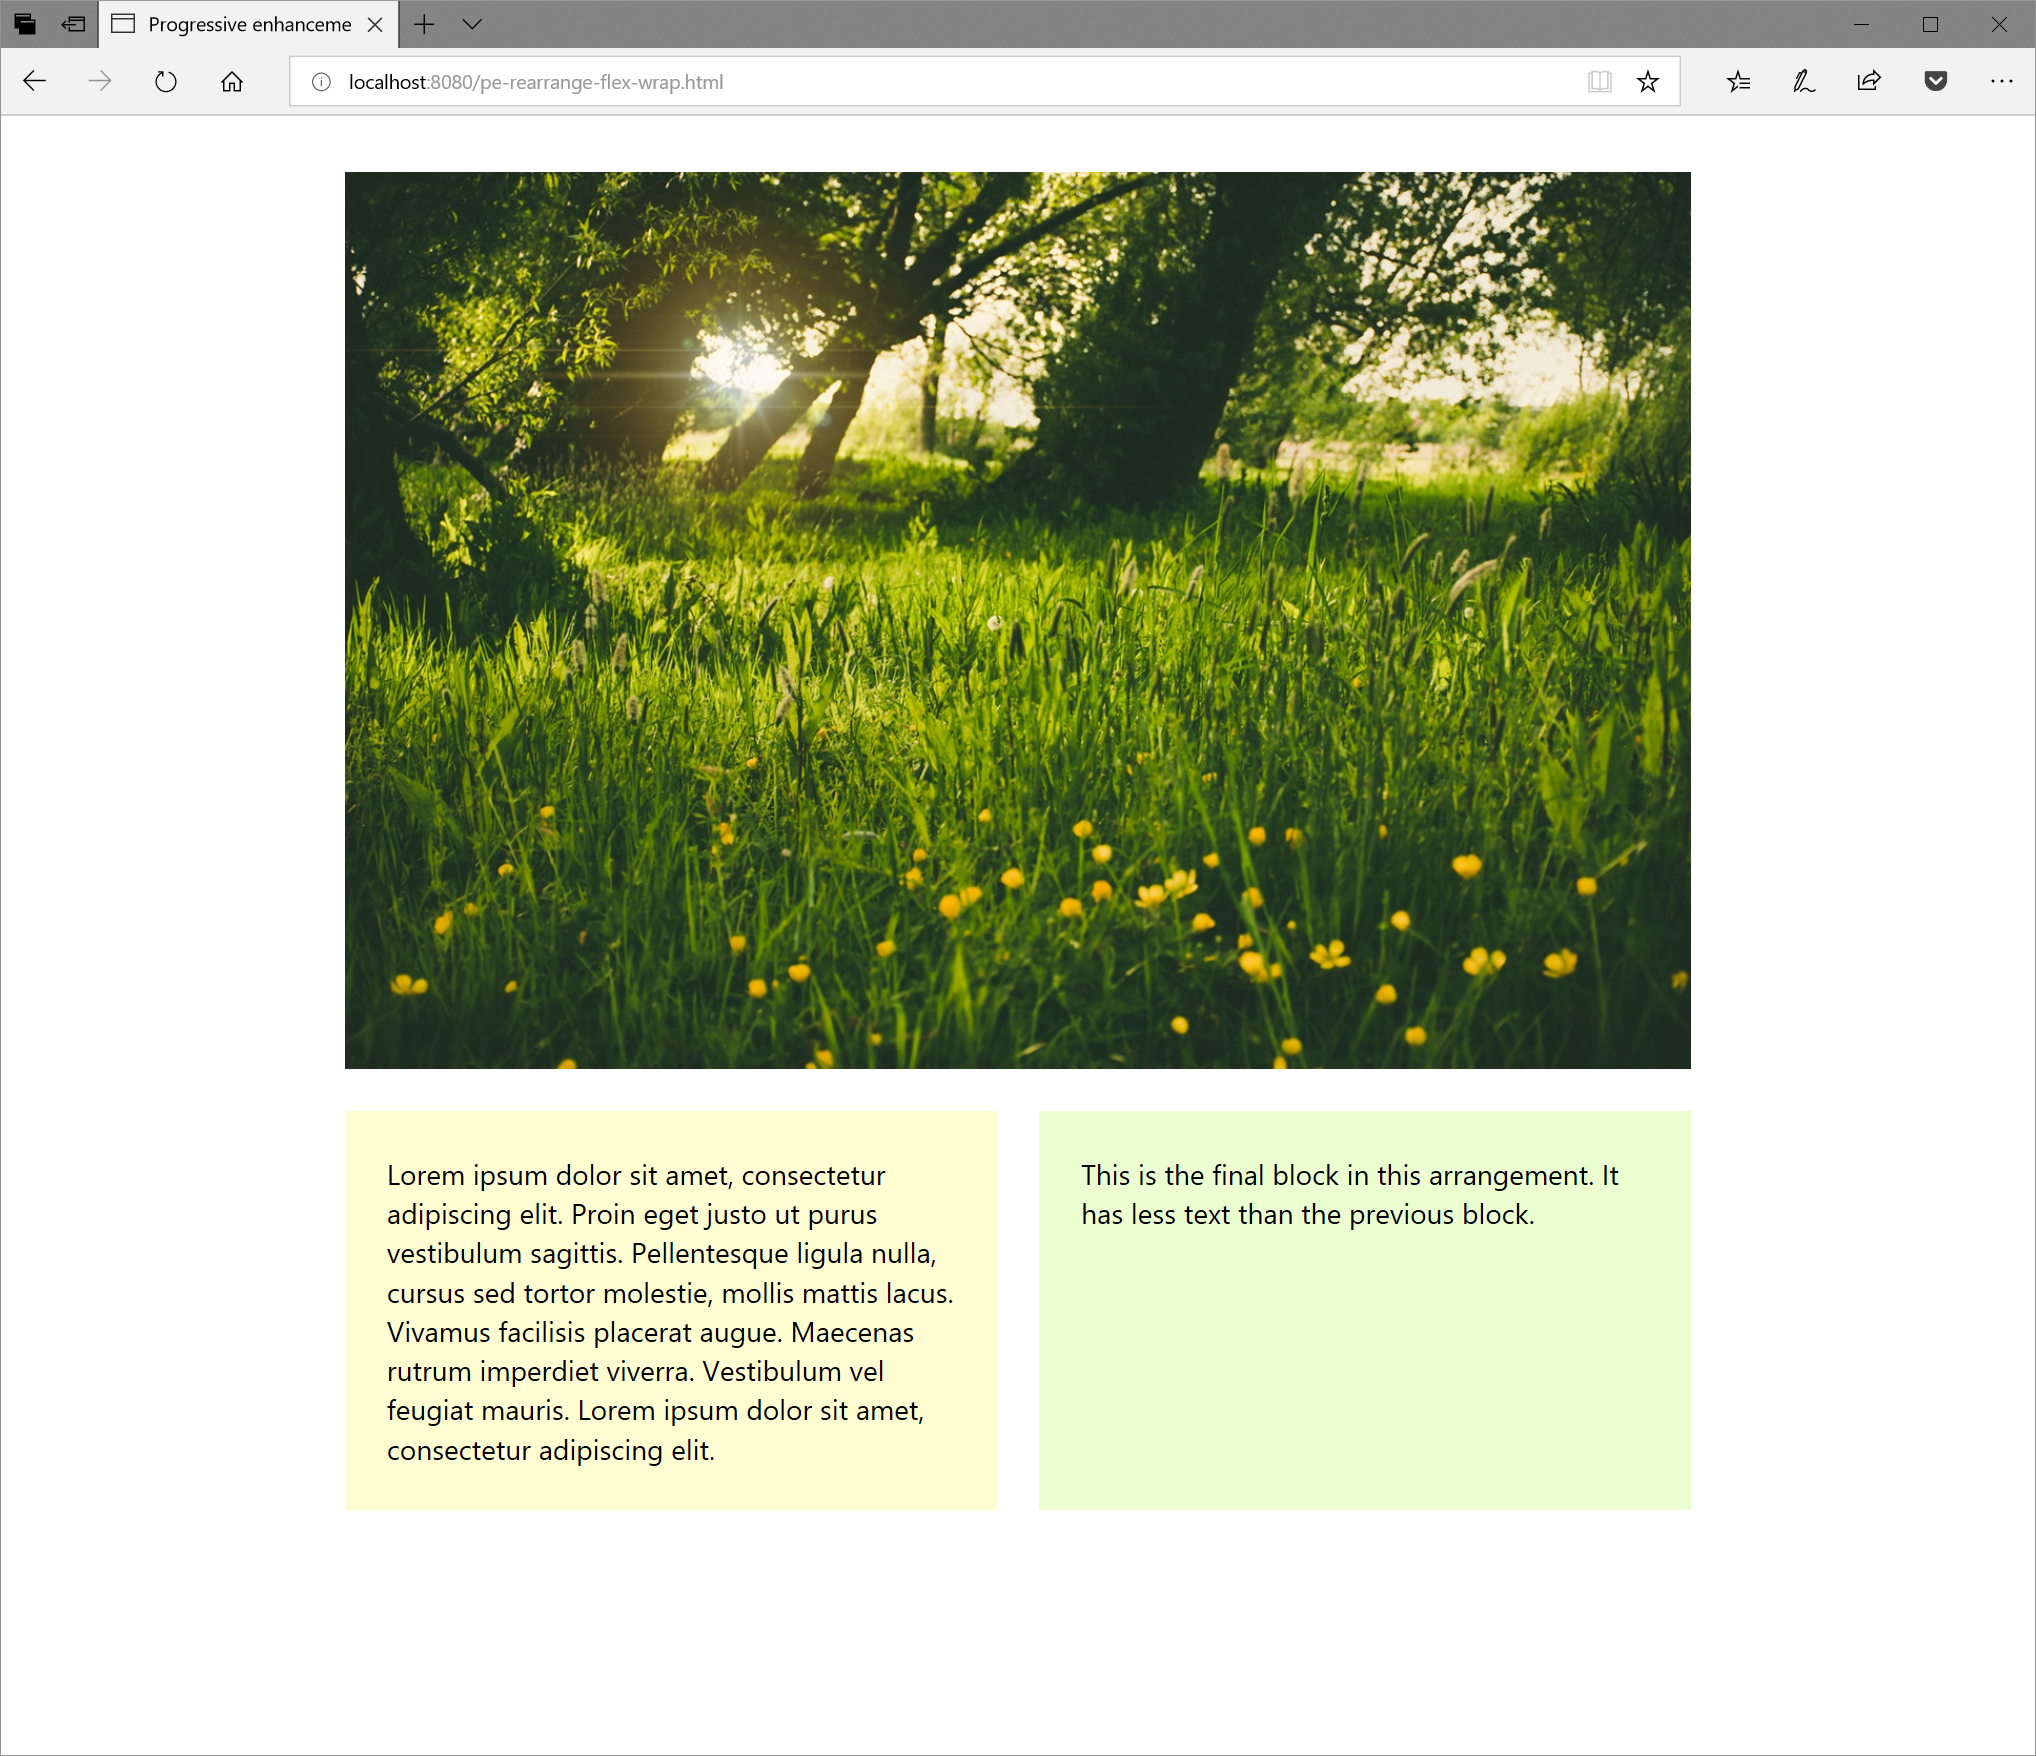 Progressive enhanceme
localhost:8080/pe-rearrange-flex-wrap.html
Lorem ipsum dolor sit amet, consectetur
adipiscing elit. Proin eget justo ut purus
vestibulum sagittis. Pellentesque ligula nulla,
cursus sed tortor molestie, mollis mattis lacus.
Vivamus facilisis placerat augue. Maecenas
rutrum imperdiet viverra. Vestibulum vel
feugiat mauris. Lorem ipsum dolor sit amet,
consectetur adipiscing elit.
This is the final block in this arrangement. It
has less text than the previous block.